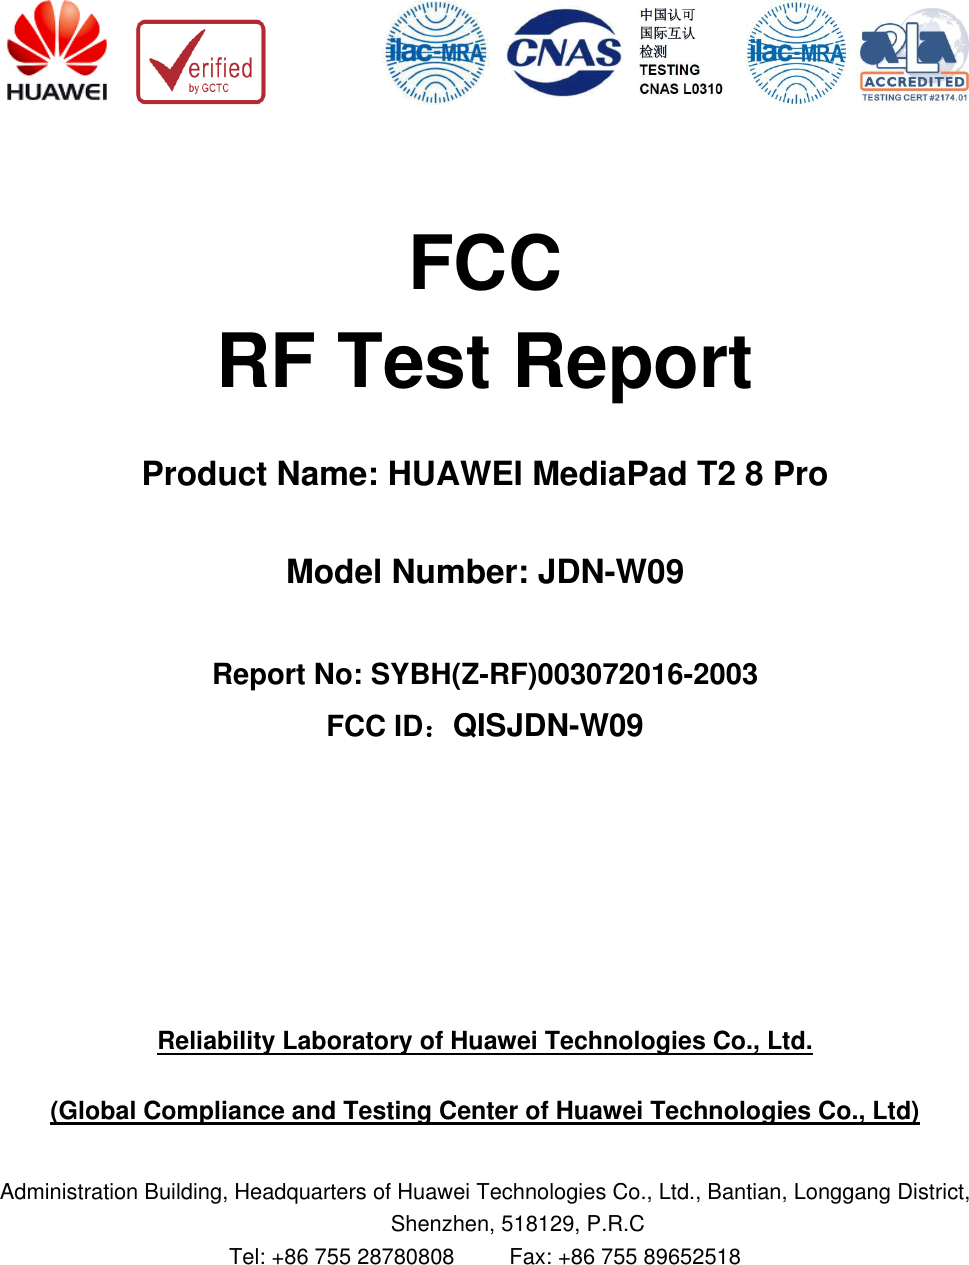 HUAWEI
Verified
by GCTC
ilac-MRA
CNAS
中国认可
国际互认
检测
TESTING
CNAS L0310
ilac-MRA
A2LA
ACCREDITED
TESTING CERT #2174.01
FCC
RF Test Report
Product Name: HUAWEI MediaPad T2 8 Pro
Model Number: JDN-W09
Report No: SYBH(Z-RF)003072016-2003
FCC ID：QISJDN-W09
Reliability Laboratory of Huawei Technologies Co., Ltd.
(Global Compliance and Testing Center of Huawei Technologies Co., Ltd)
Administration Building, Headquarters of Huawei Technologies Co., Ltd., Bantian, Longgang District,
Shenzhen, 518129, P.R.C
Tel: +86 755 28780808 Fax: +86 755 89652518